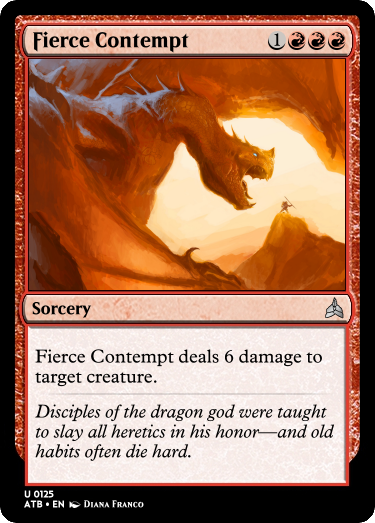 Fierce Contempt 1
Sorcery
Fierce Contempt deals 6 damage to
target creature.
Disciples of the dragon god were taught
to slay all heretics in his honor—and old
habits often die hard.
U 0125
ATB • EN Diana Franco